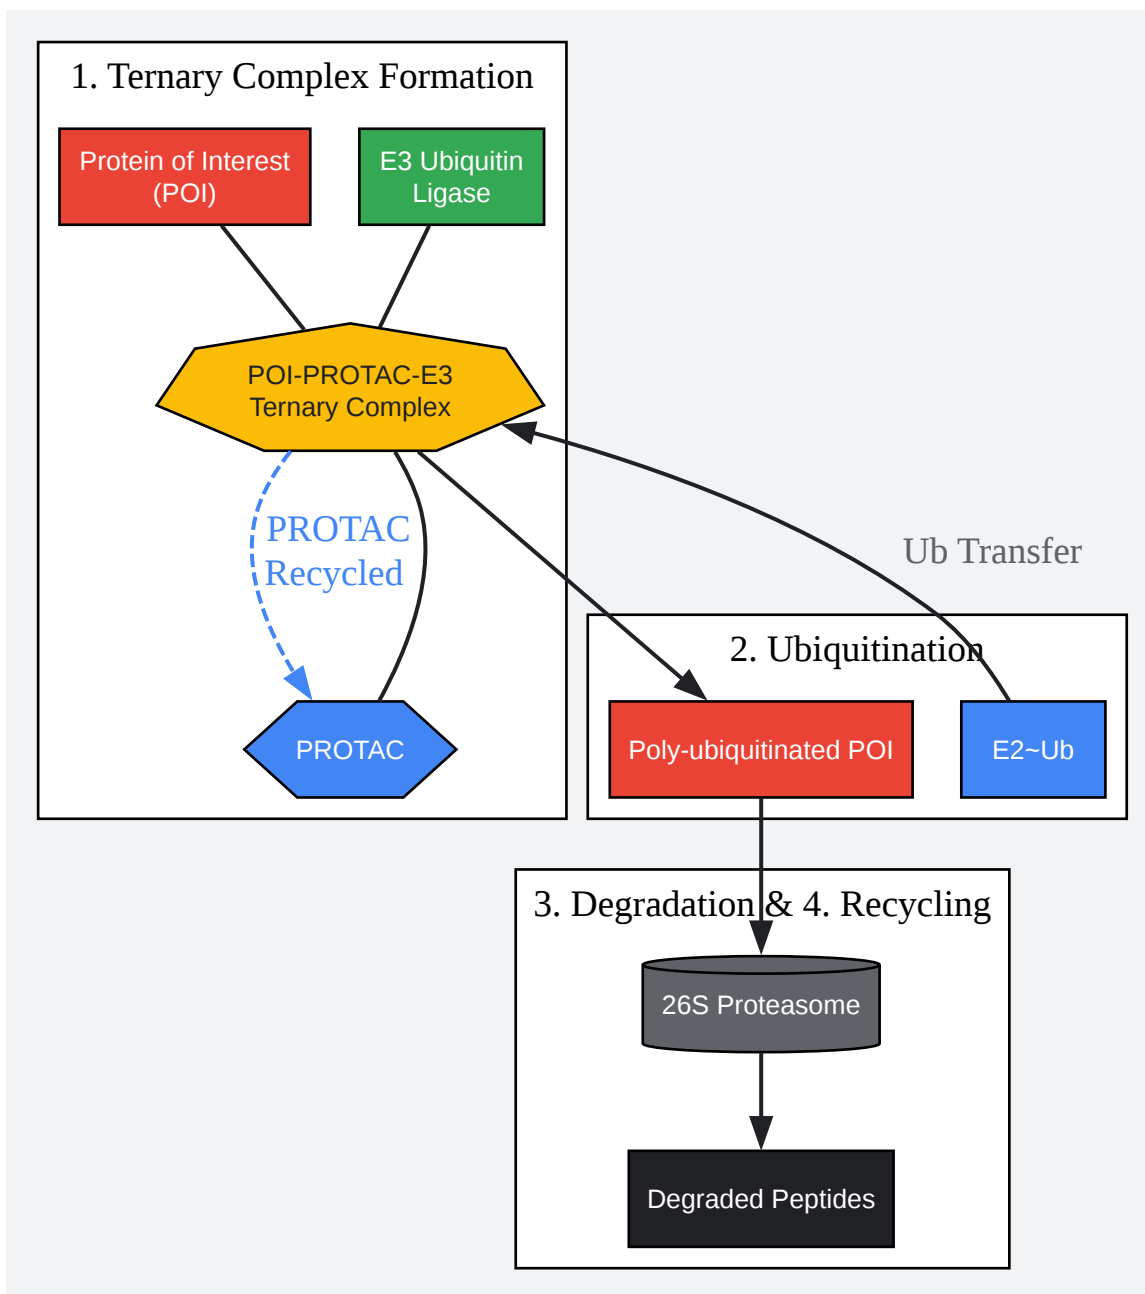 1. Ternary Complex Formation
Protein of Interest
(POI)
E3 Ubiquitin
Ligase
POI-PROTAC-E3
Ternary Complex
PROTAC
Recycled
Ub Transfer
2. Ubiquitination
PROTAC
Poly-ubiquitinated POI
E2~Ub
3. Degradation & 4. Recycling
26S Proteasome
Degraded Peptides